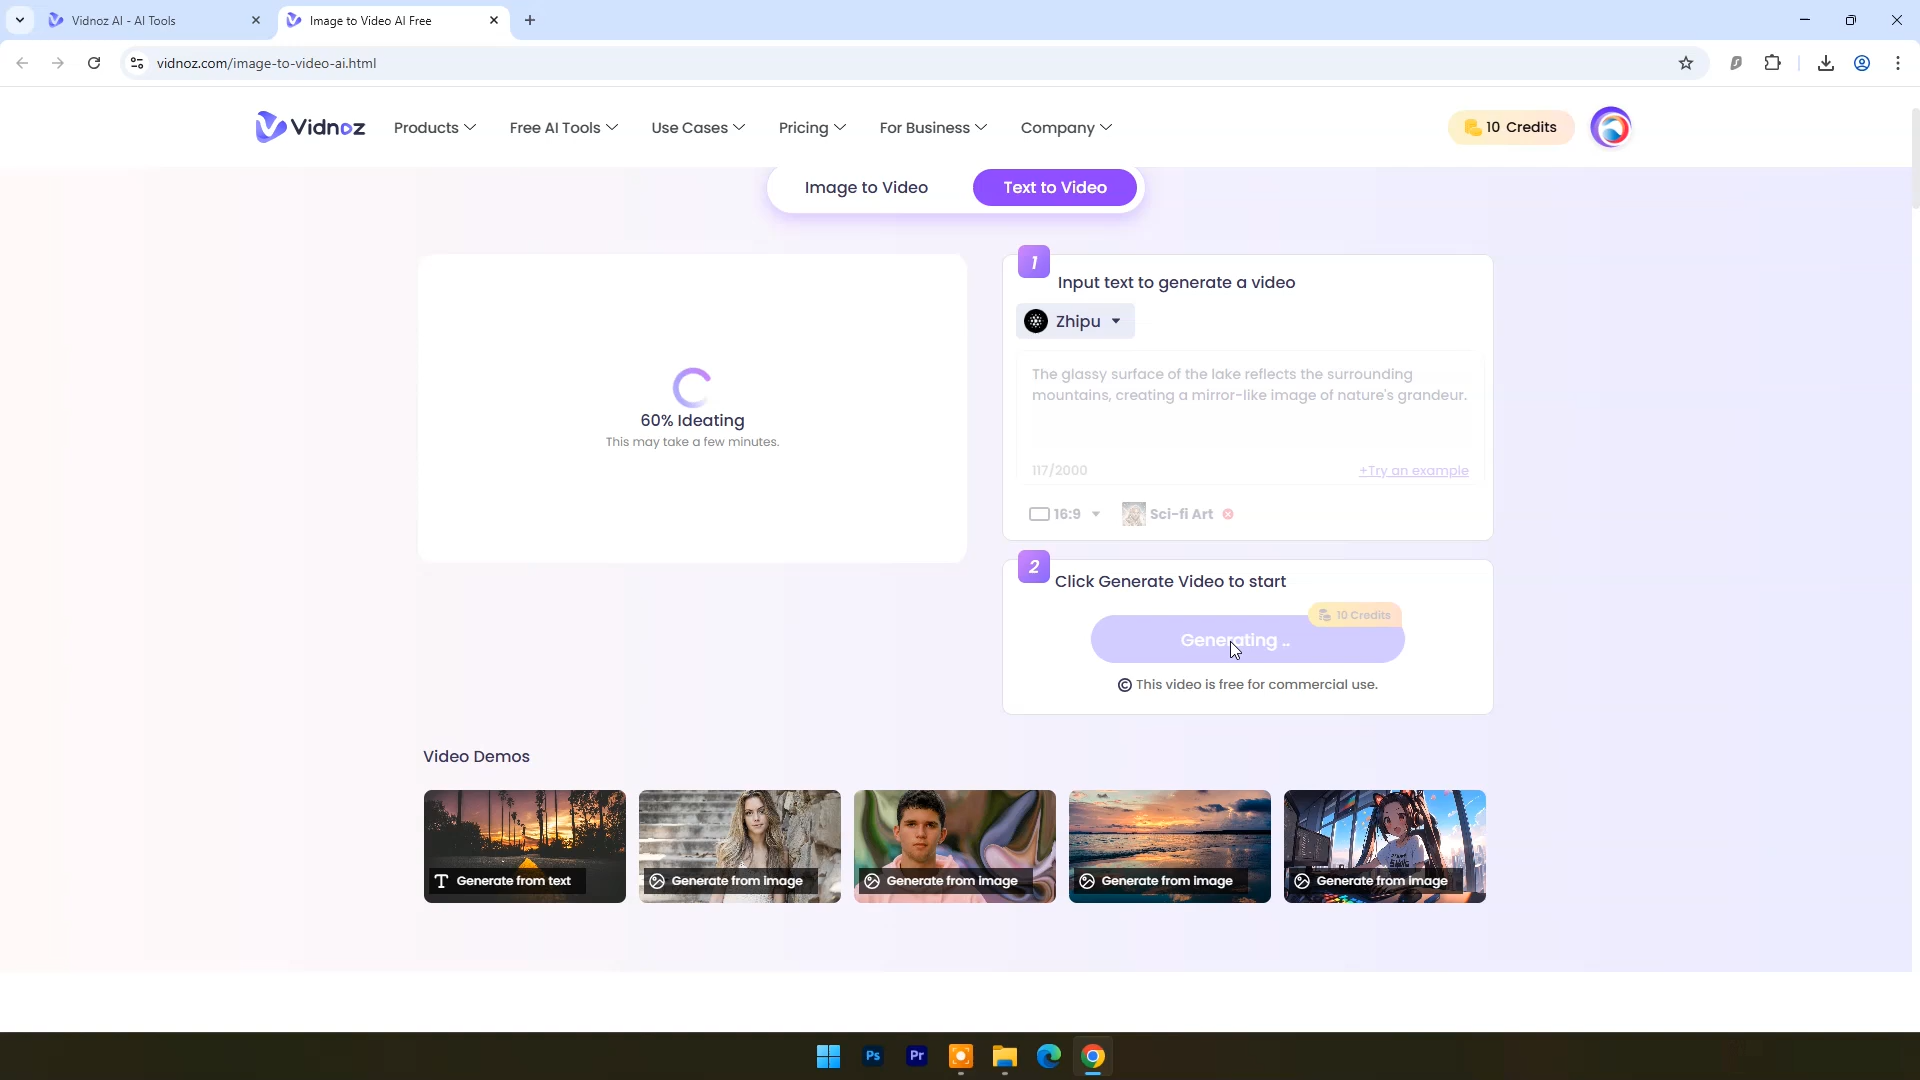 Vidnoz AI - AI Tools
Image to Video AI Free
vidnoz.com/image-to-video-ai.html
Vidnoz
Products
Free AI Tools
Use Cases
Pricing
For Business
Company
10 Credits
Image to Video
Text to Video
60% Ideating
This may take a few minutes.
1
Input text to generate a video
Zhipu
The glassy surface of the lake reflects the surrounding
mountains, creating a mirror-like image of nature's grandeur.
117/2000
+Try an example
16:9
Sci-fi Art
2
Click Generate Video to start
10 Credits
Generating ..
© This video is free for commercial use.
Video Demos
T Generate from text
Generate from image
Generate from image
Generate from image
Generate from image
Ps
Pr